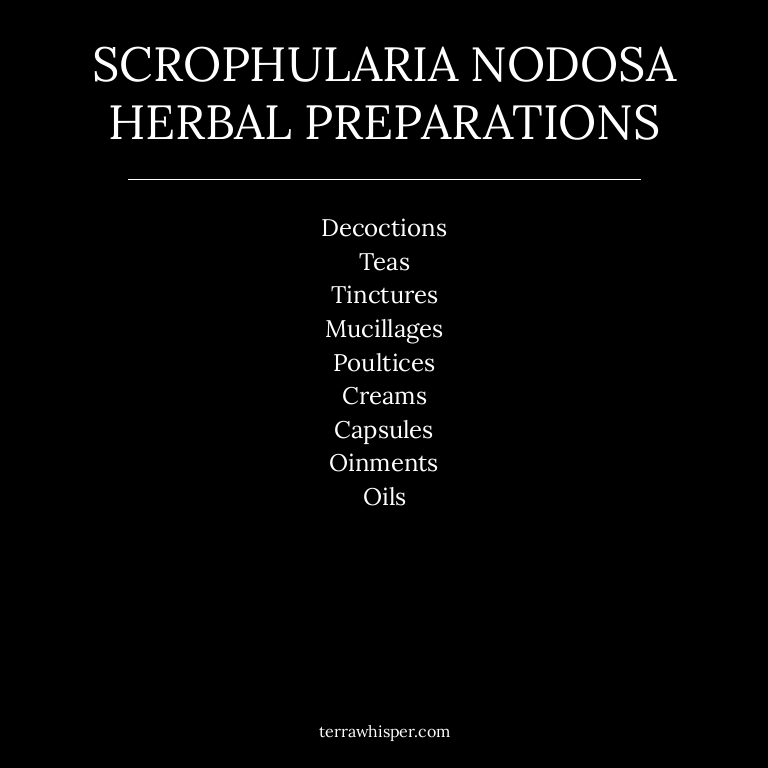 SCROPHULARIA NODOSA
HERBAL PREPARATIONS
Decoctions
Teas
Tinctures
Mucillages
Poultices
Creams
Capsules
Oinments
Oils
terrawhisper.com